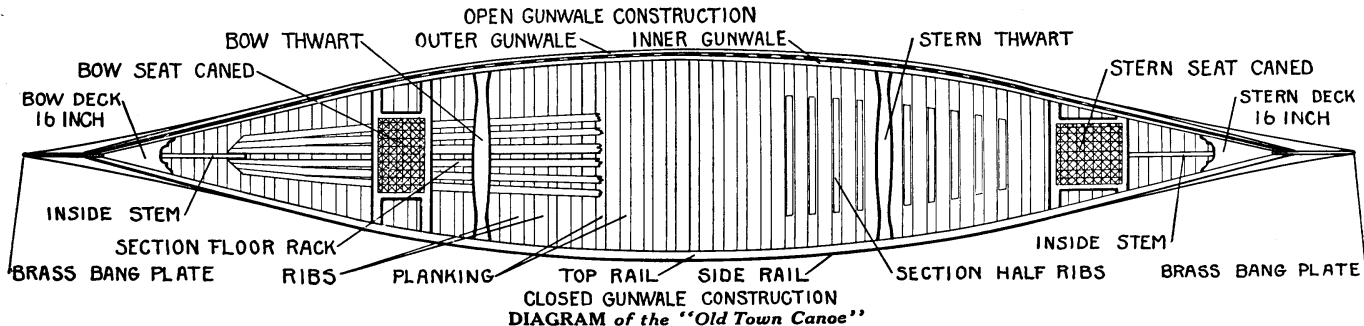 OPEN GUNWALE CONSTRUCTION
BOW THWART
OUTER GUNWALE
INNER GUNWALE
STERN THWART
BOW SEAT CANED
STERN SEAT CANED
BOW DECK
16 INCH
STERN DECK
16 INCH
INSIDE STEM
INSIDE STEM
SECTION FLOOR RACK
BRASS BANG PLATE
RIBS
PLANKING
TOP RAIL
SIDE RAIL
SECTION HALF RIBS
BRASS BANG PLATE
CLOSED GUNWALE CONSTRUCTION
DIAGRAM of the "Old Town Canoe"